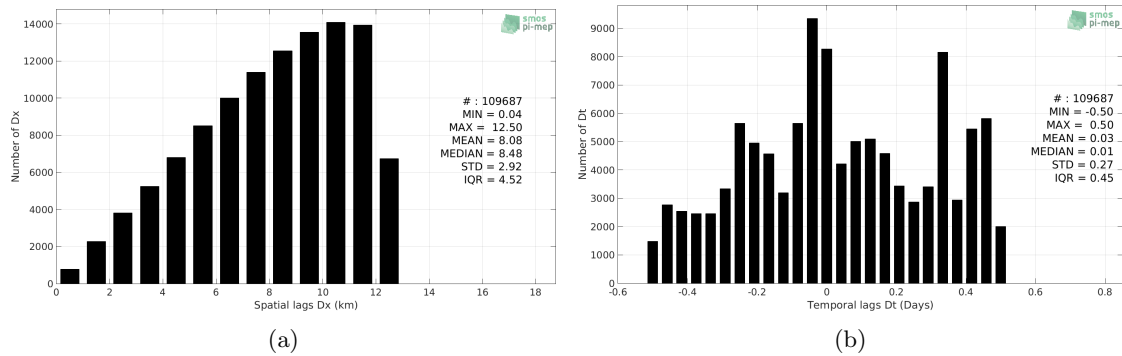 smos
pi-mep
14000
12000
10000
8000
6000
4000
2000
0
Number of Dx
# : 109687
MIN = 0.04
MAX = 12.50
MEAN = 8.08
MEDIAN = 8.48
STD = 2.92
IQR = 4.52
0 2 4 6 8 10 12 14 16 18
Spatial lags Dx (km)
(a)
smos
pi-mep
9000
8000
7000
6000
5000
4000
3000
2000
1000
0
Number of Dt
# : 109687
MIN = -0.50
MAX = 0.50
MEAN = 0.03
MEDIAN = 0.01
STD = 0.27
IQR = 0.45
-0.6 -0.4 -0.2 0 0.2 0.4 0.6 0.8
Temporal lags Dt (Days)
(b)